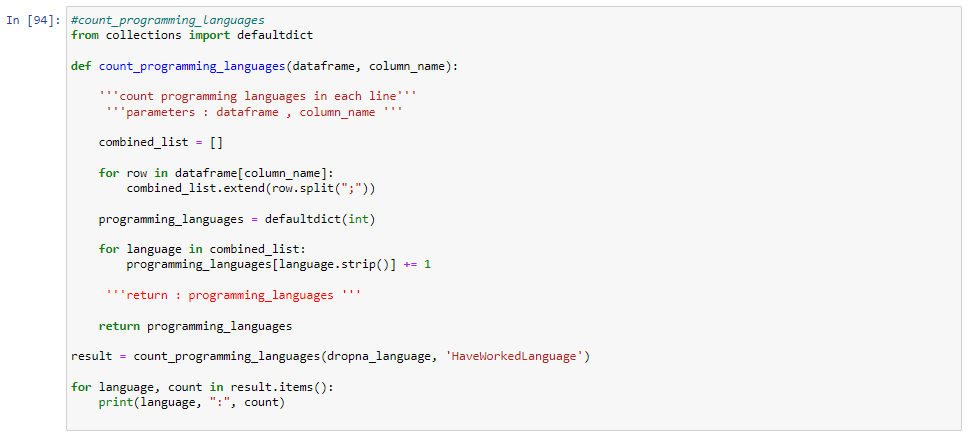 In [94]: #count_programming_languages
from collections import defaultdict
def count_programming_languages(dataframe, column_name):
'''count programming languages in each line'''
'''parameters : dataframe , column_name '''
combined_list = []
for row in dataframe[column_name]:
combined_list.extend(row.split(";"))
programming_languages = defaultdict(int)
for language in combined_list:
programming_languages[language.strip()] += 1
'''return : programming_languages '''
return programming_languages
result = count_programming_languages(dropna_language, 'HaveWorkedLanguage')
for language, count in result.items():
print(language, ":", count)